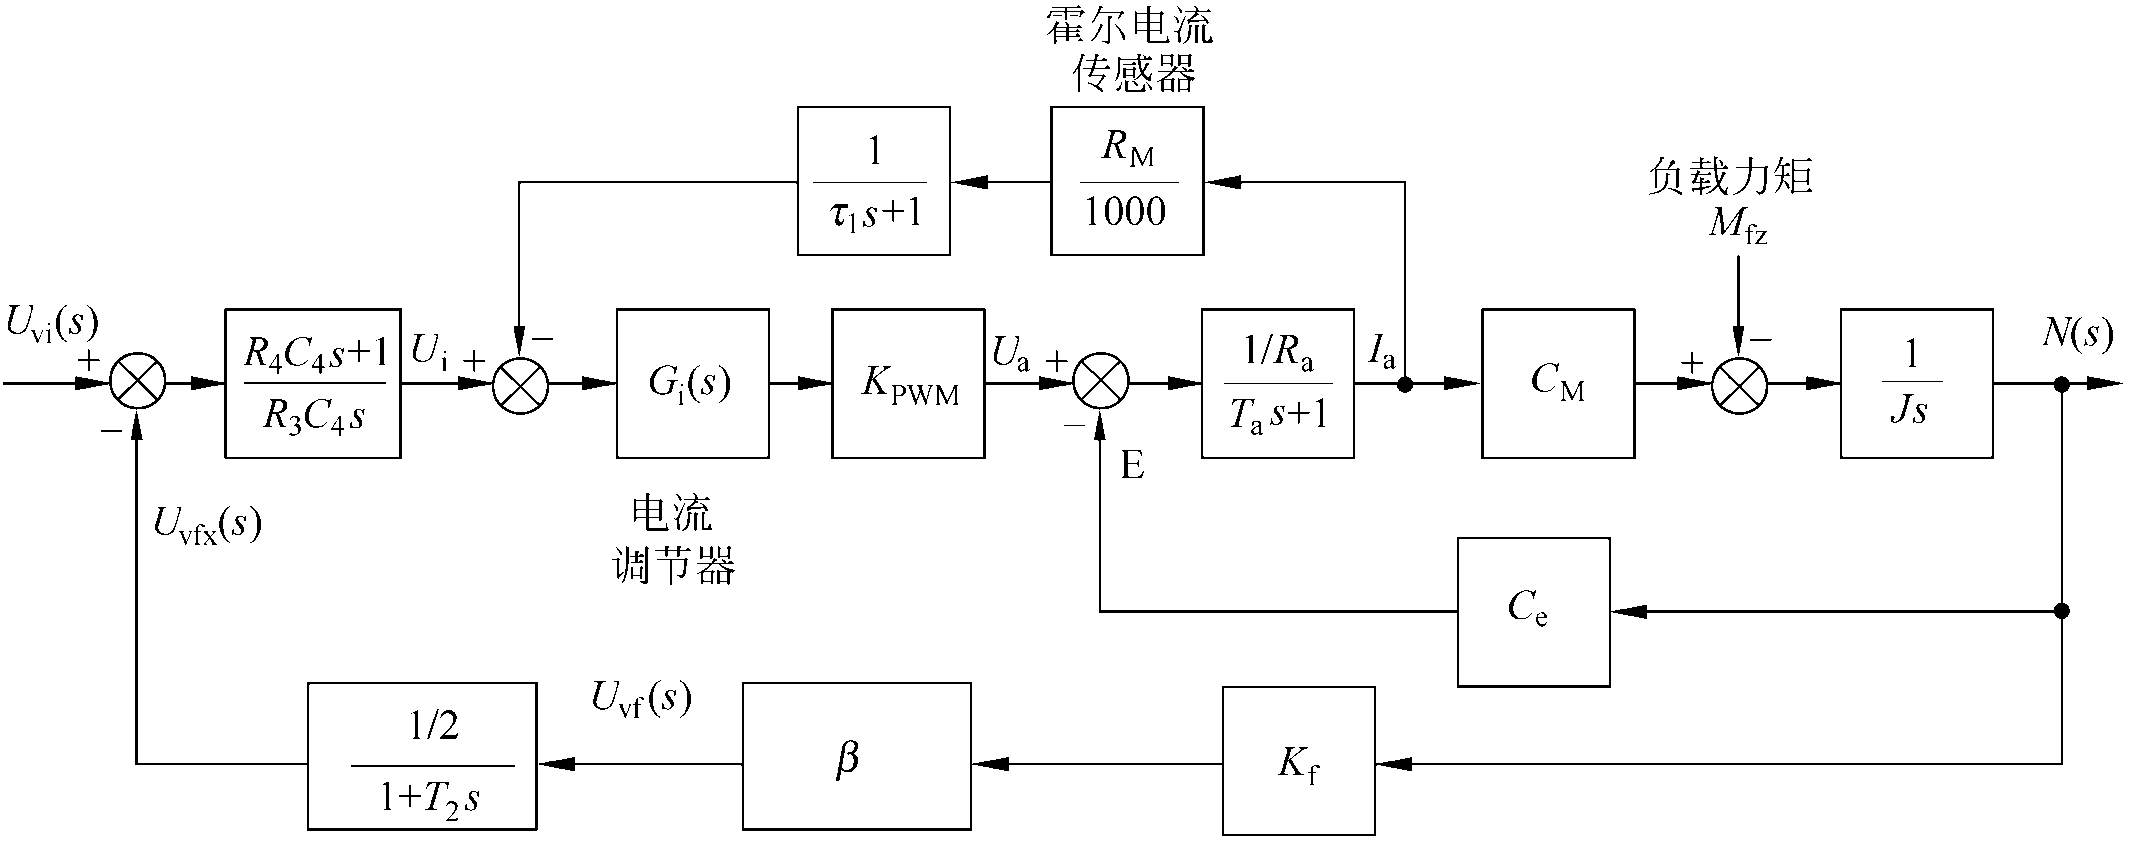 霍尔电流
传感器
1
τ₁s+1
R_M
1000
负载力矩
M_fz
U_vi(s)
+
−
R₄C₄s+1
R₃C₄s
U_i
+
−
G_i(s)
K_PWM
U_a
+
−
1/R_a
T_a s+1
I_a
C_M
+
−
1
Js
N(s)
E
U_vfx(s)
电流
调节器
C_e
1/2
1+T₂s
U_vf(s)
β
K_f